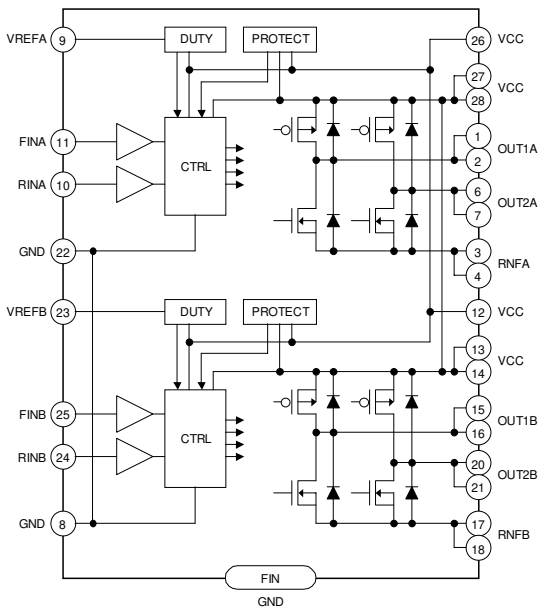 VREFA 9 DUTY PROTECT 26 VCC
27 VCC
28
FINA 11 1 OUT1A
CTRL 2
RINA 10 6 OUT2A
7
GND 22 3 RNFA
4
VREFB 23 DUTY PROTECT 12 VCC
13 VCC
14
FINB 25 15 OUT1B
CTRL 16
RINB 24 20 OUT2B
21
GND 8 17 RNFB
18
FIN
GND